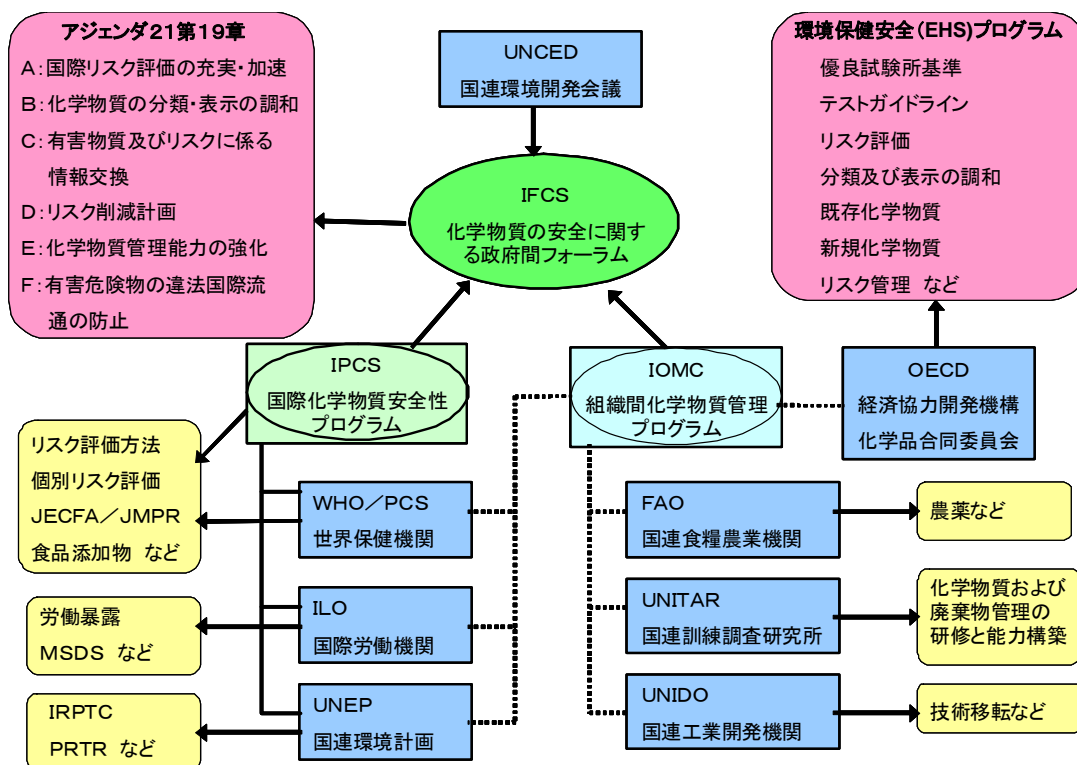 アジェンダ21第19章
A:国際リスク評価の充実・加速
B:化学物質の分類・表示の調和
C:有害物質及びリスクに係る
情報交換
D:リスク削減計画
E:化学物質管理能力の強化
F:有害危険物の違法国際流
通の防止
UNCED
国連環境開発会議
環境保健安全(EHS)プログラム
優良試験所基準
テストガイドライン
リスク評価
分類及び表示の調和
既存化学物質
新規化学物質
リスク管理 など
IFCS
化学物質の安全に関す
る政府間フォーラム
IPCS
国際化学物質安全性
プログラム
IOMC
組織間化学物質管理
プログラム
OECD
経済協力開発機構
化学品合同委員会
リスク評価方法
個別リスク評価
JECFA/JMPR
食品添加物 など
WHO/PCS
世界保健機関
FAO
国連食糧農業機関
農薬など
労働暴露
MSDS など
ILO
国際労働機関
UNITAR
国連訓練調査研究所
化学物質および
廃棄物管理の
研修と能力構築
IRPTC
PRTR など
UNEP
国連環境計画
UNIDO
国連工業開発機関
技術移転など